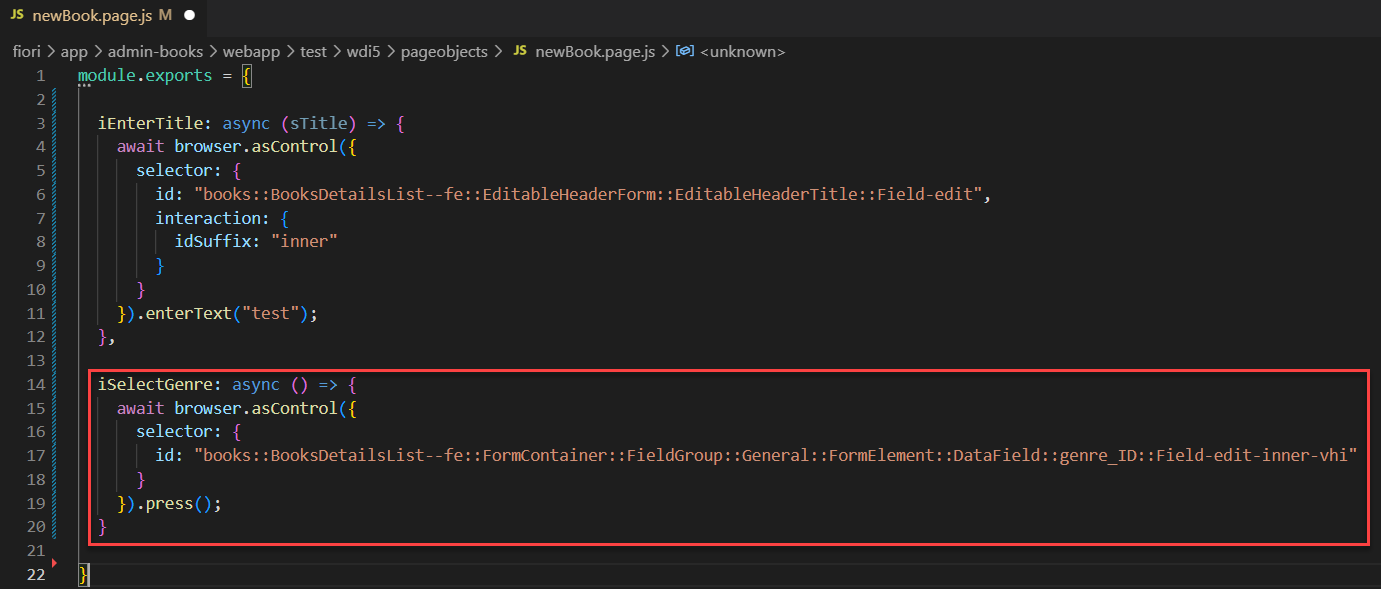 JS newBook.page.js M ●
fiori > app > admin-books > webapp > test > wdi5 > pageobjects > JS newBook.page.js > <unknown>
1 module.exports = {
2
3   iEnterTitle: async (sTitle) => {
4     await browser.asControl({
5       selector: {
6         id: "books::BooksDetailsList--fe::EditableHeaderForm::EditableHeaderTitle::Field-edit",
7         interaction: {
8           idSuffix: "inner"
9         }
10       }
11     }).enterText("test");
12   },
13
14   iSelectGenre: async () => {
15     await browser.asControl({
16       selector: {
17         id: "books::BooksDetailsList--fe::FormContainer::FieldGroup::General::FormElement::DataField::genre_ID::Field-edit-inner-vhi"
18       }
19     }).press();
20   }
21
22 }